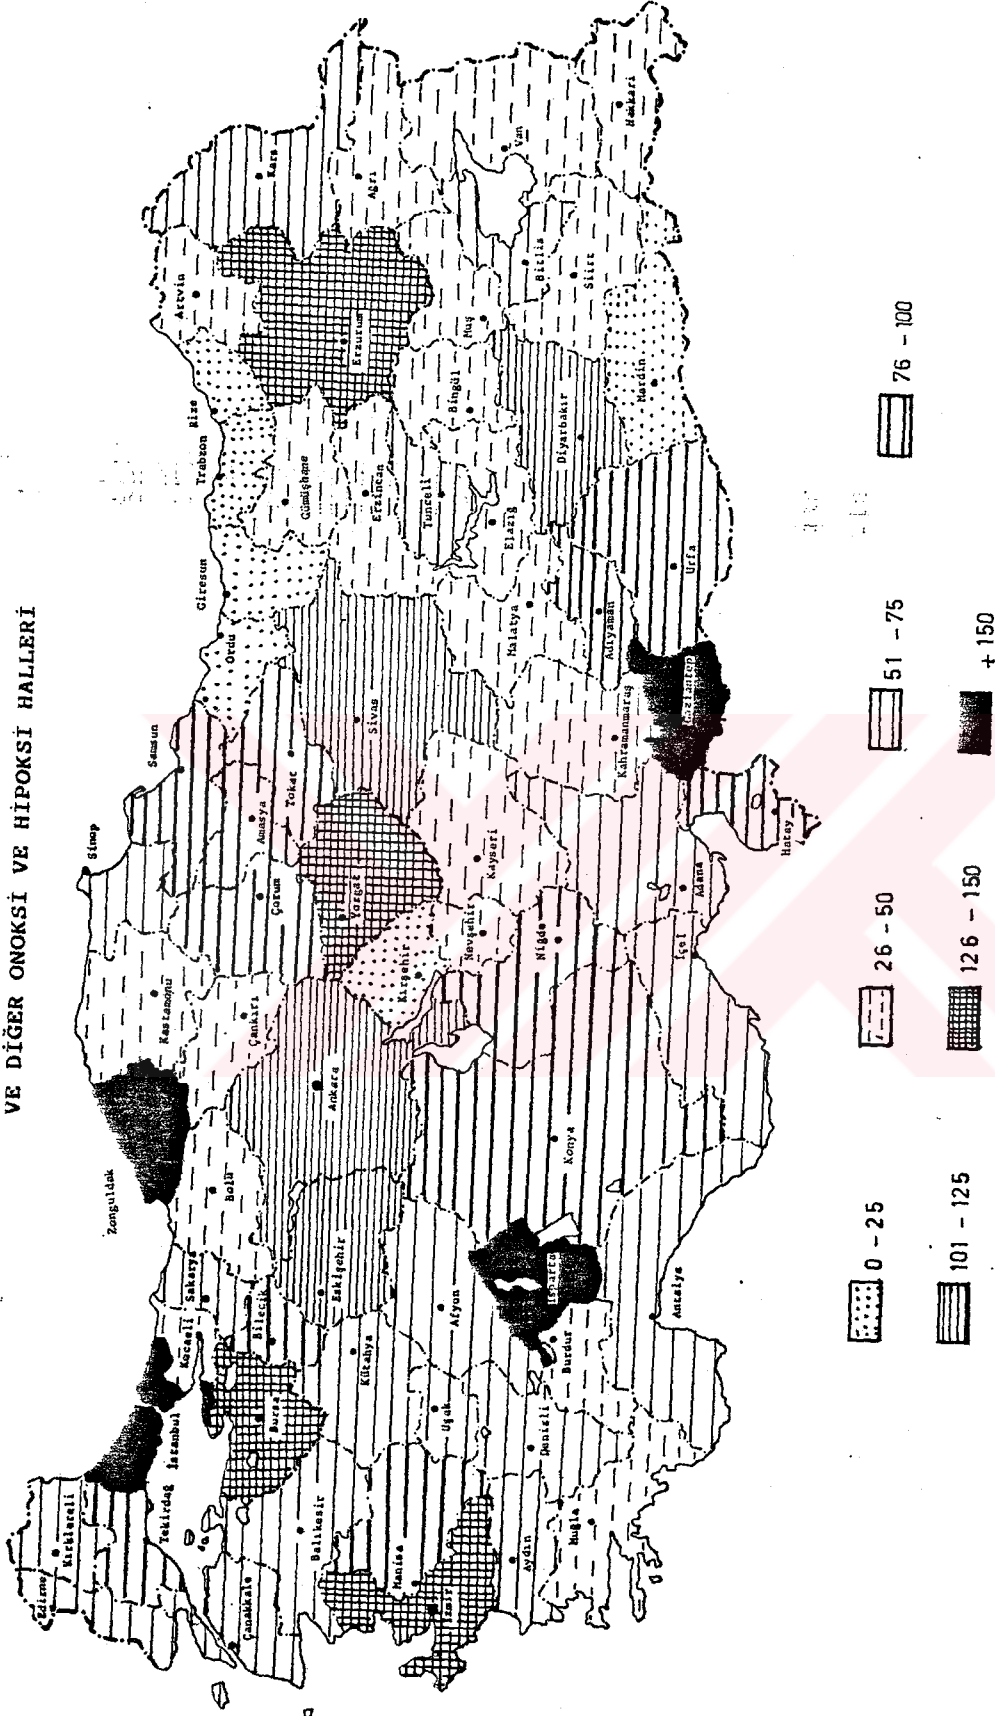 VE DİĞER ONOKSİ VE HİPOKSİ HALLERİ
Edirne
Kırklareli
Tekirdağ
İstanbul
Kocaeli
Sakarya
Zonguldak
Bolu
Kastamonu
Sinop
Samsun
Ordu
Giresun
Trabzon
Rize
Artvin
Kars
Çanakkale
Balıkesir
Bursa
Bilecik
Eskişehir
Kütahya
Ankara
Çankırı
Çorum
Amasya
Tokat
Yozgat
Sivas
Gümüşhane
Erzincan
Erzurum
Ağrı
İzmir
Manisa
Uşak
Afyon
Kırşehir
Nevşehir
Kayseri
Malatya
Tunceli
Elazığ
Bingöl
Muş
Bitlis
Van
Aydın
Denizli
Muğla
Burdur
Isparta
Konya
Niğde
Kahramanmaraş
Adıyaman
Diyarbakır
Siirt
Hakkari
Antalya
İçel
Adana
Hatay
Gaziantep
Urfa
Mardin
0 - 25
26 - 50
51 - 75
76 - 100
101 - 125
126 - 150
+ 150